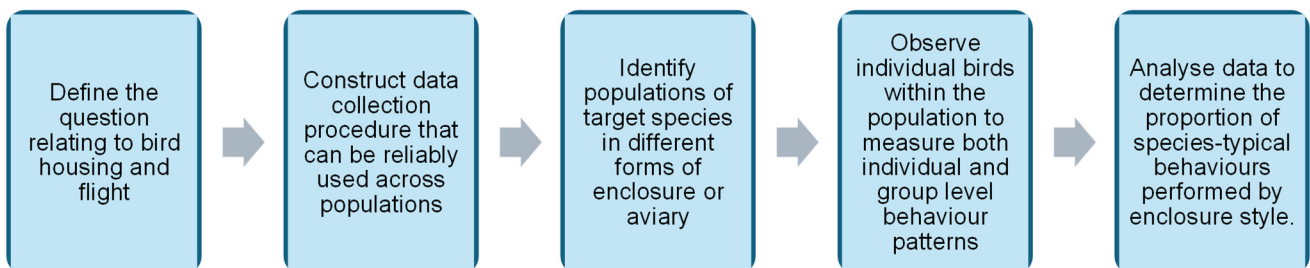 Define the
question
relating to bird
housing and
flight
Construct data
collection
procedure that
can be reliably
used across
populations
Identify
populations of
target species
in different
forms of
enclosure or
aviary
Observe
individual birds
within the
population to
measure both
individual and
group level
behaviour
patterns
Analyse data to
determine the
proportion of
species-typical
behaviours
performed by
enclosure style.